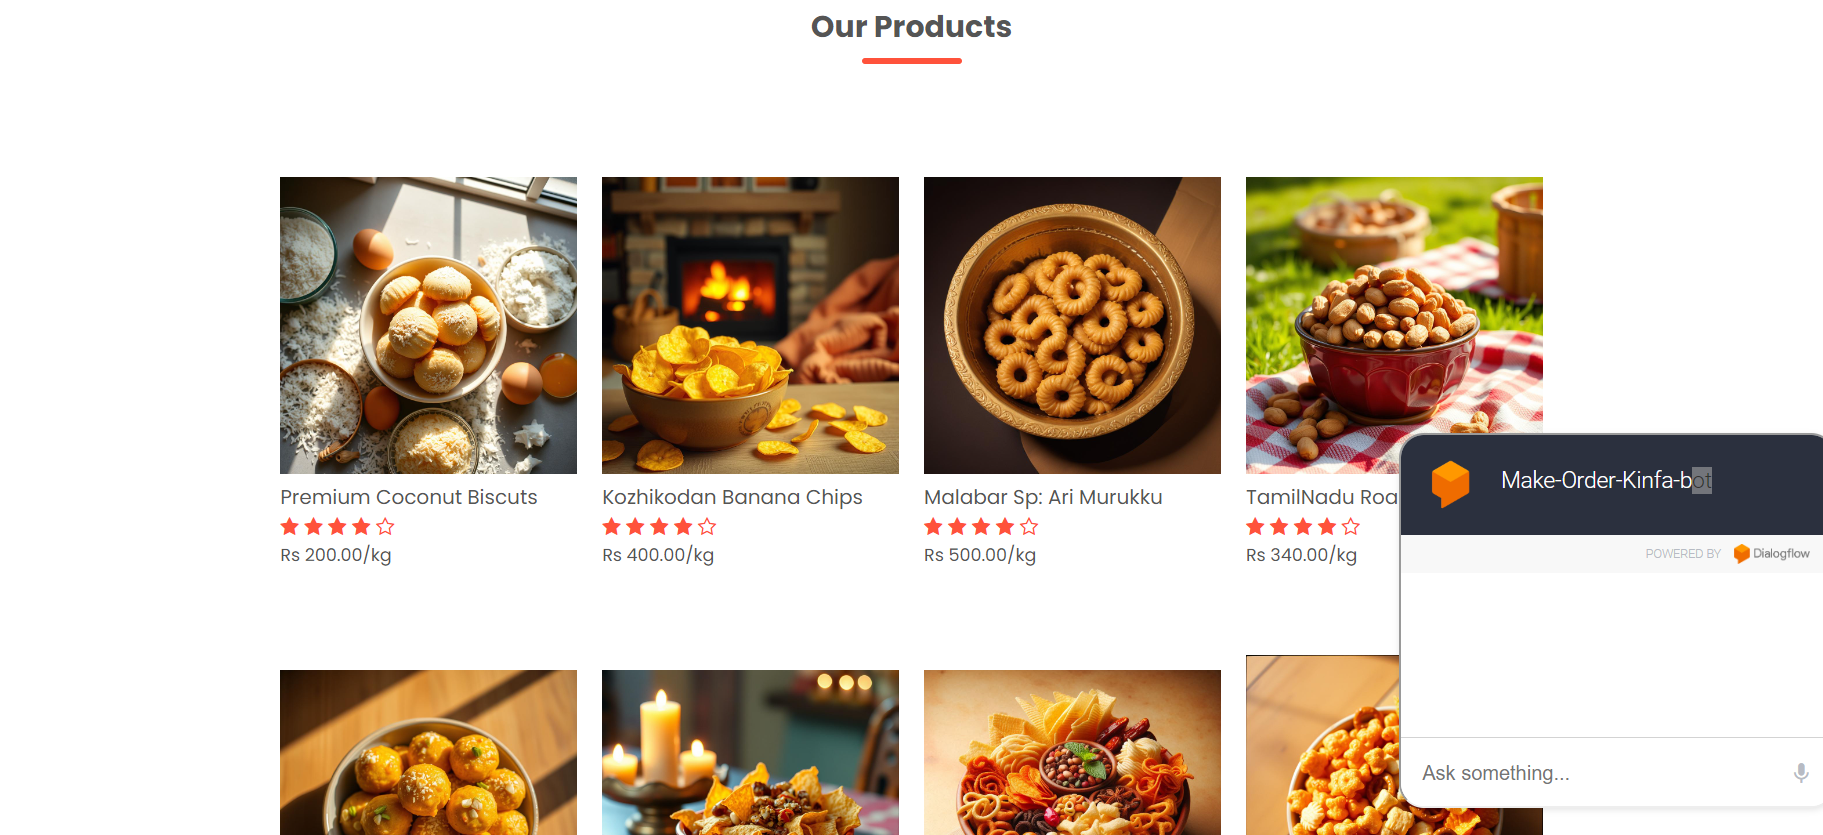 Our Products
Premium Coconut Biscuts
Rs 200.00/kg
Kozhikodan Banana Chips
Rs 400.00/kg
Malabar Sp: Ari Murukku
Rs 500.00/kg
TamilNadu Roa
Rs 340.00/kg
Make-Order-Kinfa-bot
POWERED BY Dialogflow
Ask something...